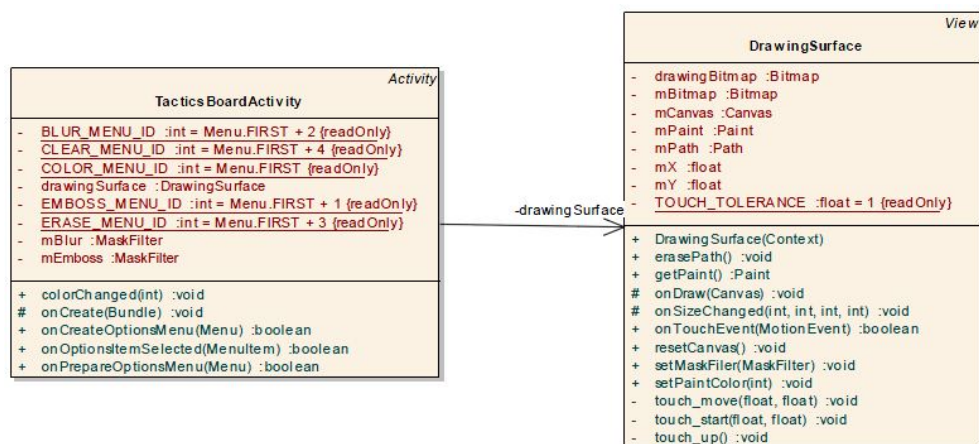 Activity
TacticsBoardActivity
- BLUR_MENU_ID :int = Menu.FIRST + 2 {readOnly}
- CLEAR_MENU_ID :int = Menu.FIRST + 4 {readOnly}
- COLOR_MENU_ID :int = Menu.FIRST {readOnly}
- drawingSurface :DrawingSurface
- EMBOSS_MENU_ID :int = Menu.FIRST + 1 {readOnly}
- ERASE_MENU_ID :int = Menu.FIRST + 3 {readOnly}
- mBlur :MaskFilter
- mEmboss :MaskFilter
+ colorChanged(int) :void
# onCreate(Bundle) :void
+ onCreateOptionsMenu(Menu) :boolean
+ onOptionsItemSelected(MenuItem) :boolean
+ onPrepareOptionsMenu(Menu) :boolean
-drawingSurface
View
DrawingSurface
- drawingBitmap :Bitmap
- mBitmap :Bitmap
- mCanvas :Canvas
- mPaint :Paint
- mPath :Path
- mX :float
- mY :float
- TOUCH_TOLERANCE :float = 1 {readOnly}
+ DrawingSurface(Context)
+ erasePath() :void
+ getPaint() :Paint
# onDraw(Canvas) :void
# onSizeChanged(int, int, int, int) :void
+ onTouchEvent(MotionEvent) :boolean
+ resetCanvas() :void
+ setMaskFiler(MaskFilter) :void
+ setPaintColor(int) :void
- touch_move(float, float) :void
- touch_start(float, float) :void
- touch_up() :void